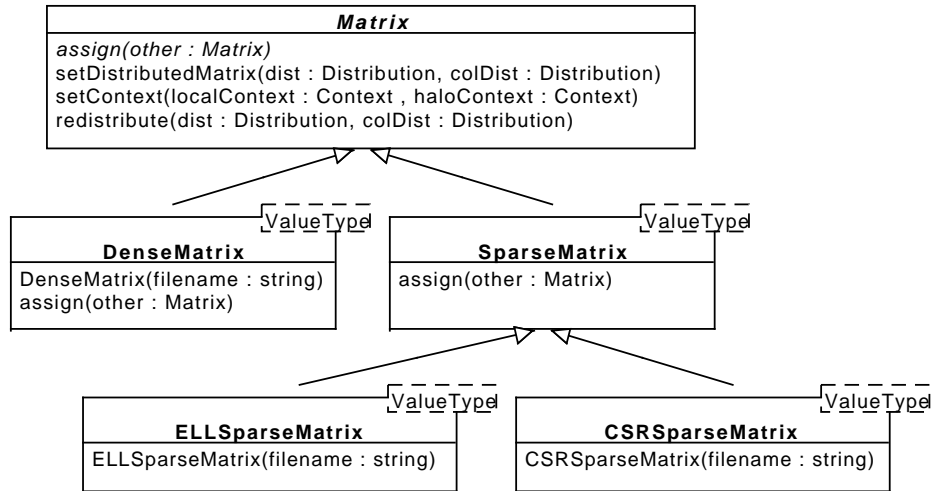 Matrix
assign(other : Matrix)
setDistributedMatrix(dist : Distribution, colDist : Distribution)
setContext(localContext : Context , haloContext : Context)
redistribute(dist : Distribution, colDist : Distribution)
ValueType
DenseMatrix
DenseMatrix(filename : string)
assign(other : Matrix)
ValueType
SparseMatrix
assign(other : Matrix)
ValueType
ELLSparseMatrix
ELLSparseMatrix(filename : string)
ValueType
CSRSparseMatrix
CSRSparseMatrix(filename : string)